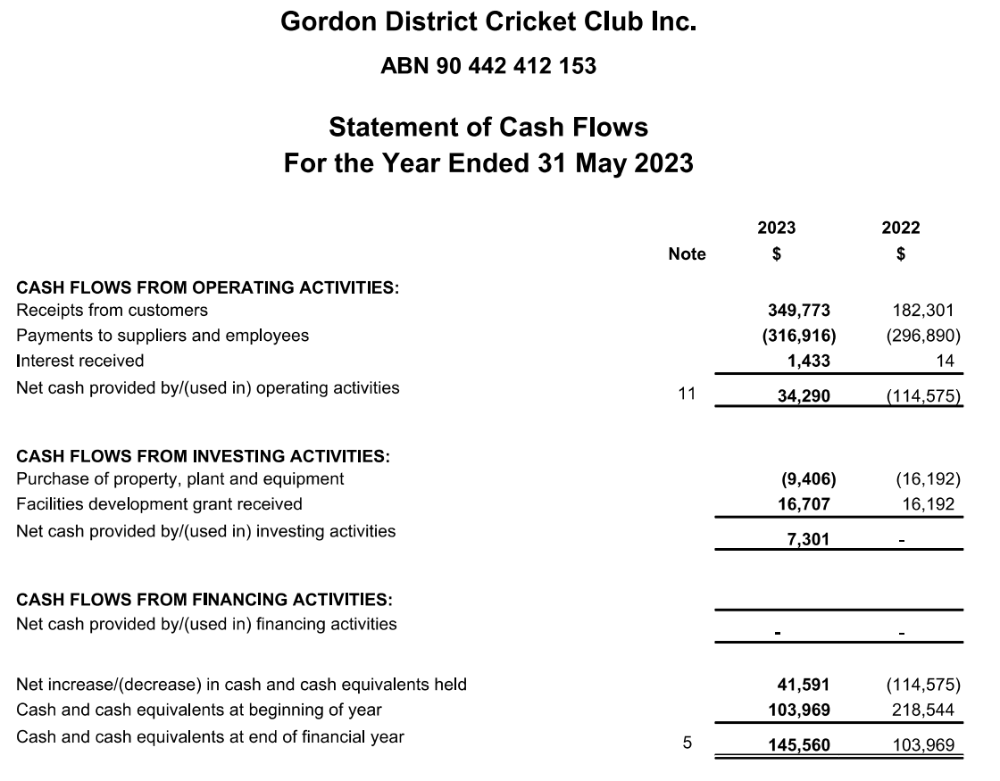 Gordon District Cricket Club Inc.
ABN 90 442 412 153
Statement of Cash Flows
For the Year Ended 31 May 2023
2023 2022
Note $ $
CASH FLOWS FROM OPERATING ACTIVITIES:
Receipts from customers 349,773 182,301
Payments to suppliers and employees (316,916) (296,890)
Interest received 1,433 14
Net cash provided by/(used in) operating activities 11 34,290 (114,575)
CASH FLOWS FROM INVESTING ACTIVITIES:
Purchase of property, plant and equipment (9,406) (16,192)
Facilities development grant received 16,707 16,192
Net cash provided by/(used in) investing activities 7,301 -
CASH FLOWS FROM FINANCING ACTIVITIES:
Net cash provided by/(used in) financing activities - -
Net increase/(decrease) in cash and cash equivalents held 41,591 (114,575)
Cash and cash equivalents at beginning of year 103,969 218,544
Cash and cash equivalents at end of financial year 5 145,560 103,969